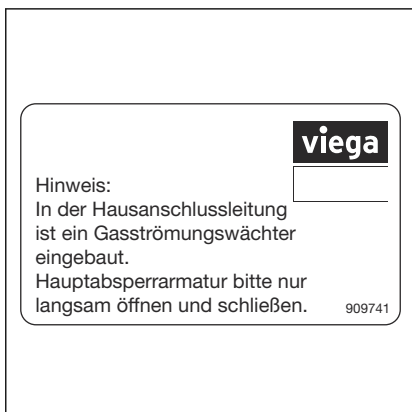 viega
Hinweis:
In der Hausanschlussleitung
ist ein Gasströmungswächter
eingebaut.
Hauptabsperrarmatur bitte nur
langsam öffnen und schließen.
909741